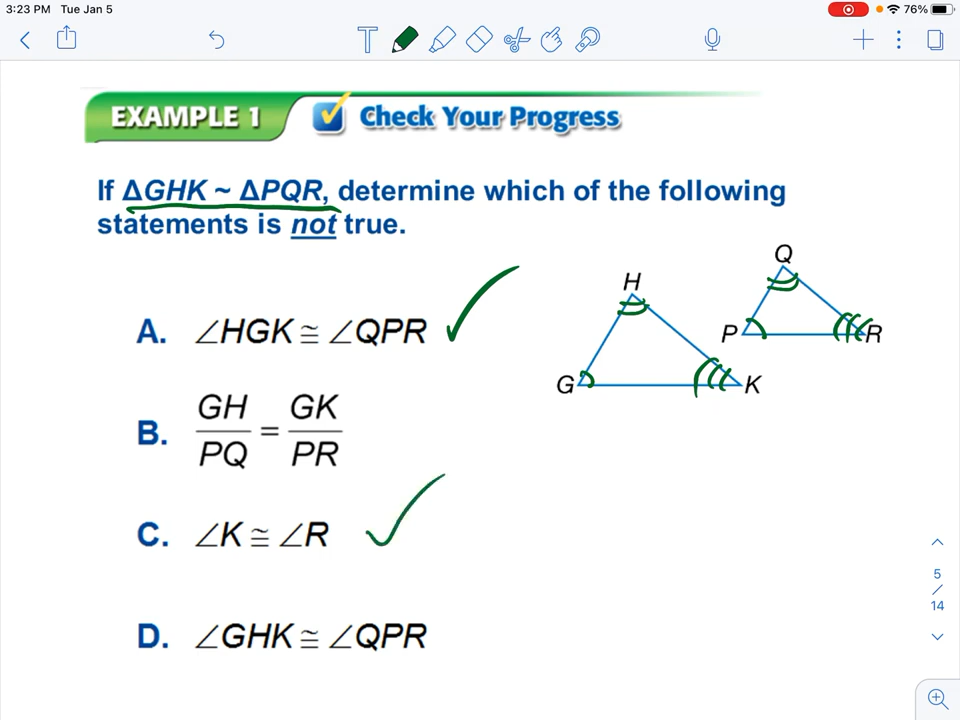 3:23 PM Tue Jan 5
76%
T
EXAMPLE 1 Check Your Progress
If ΔGHK ~ ΔPQR, determine which of the following
statements is not true.
A. ∠HGK ≅ ∠QPR
B. GH/PQ = GK/PR
C. ∠K ≅ ∠R
D. ∠GHK ≅ ∠QPR
H
G
K
Q
P
R
5
/
14